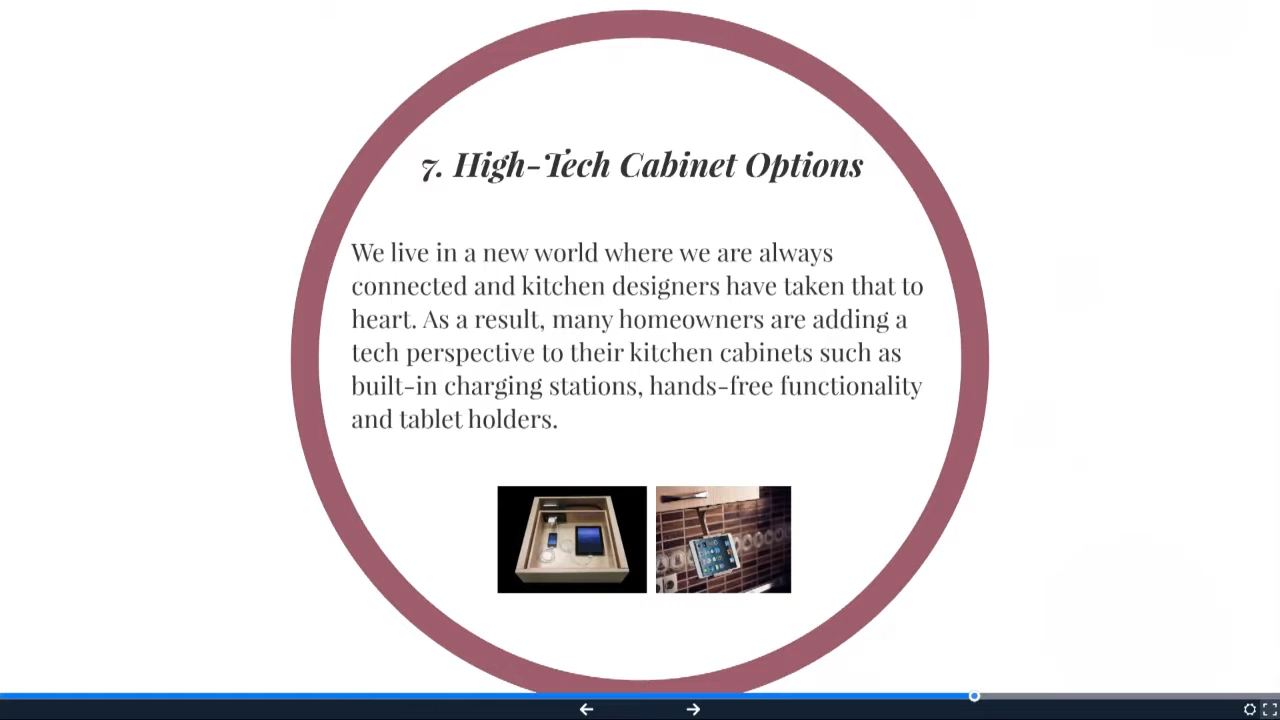 7. High-Tech Cabinet Options
We live in a new world where we are always
connected and kitchen designers have taken that to
heart. As a result, many homeowners are adding a
tech perspective to their kitchen cabinets such as
built-in charging stations, hands-free functionality
and tablet holders.